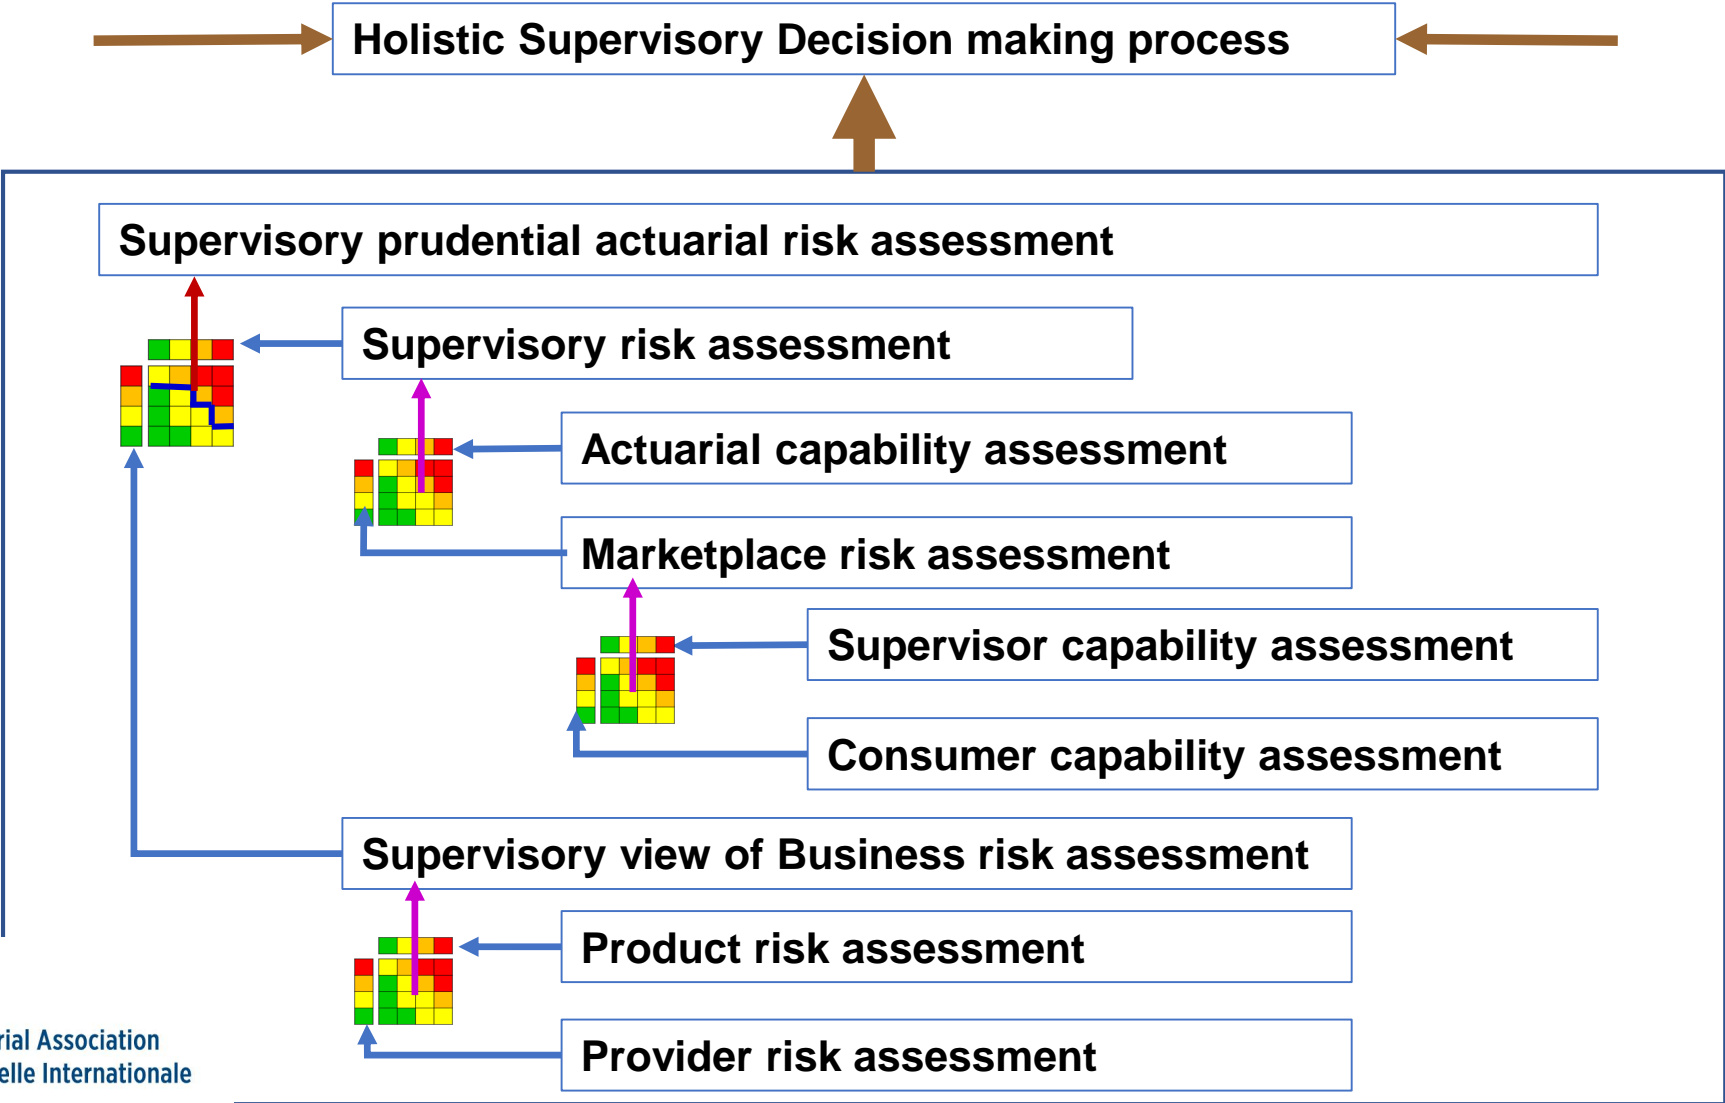 Holistic Supervisory Decision making process
Supervisory prudential actuarial risk assessment
Supervisory risk assessment
Actuarial capability assessment
Marketplace risk assessment
Supervisor capability assessment
Consumer capability assessment
Supervisory view of Business risk assessment
Product risk assessment
Provider risk assessment
rial Association
elle Internationale